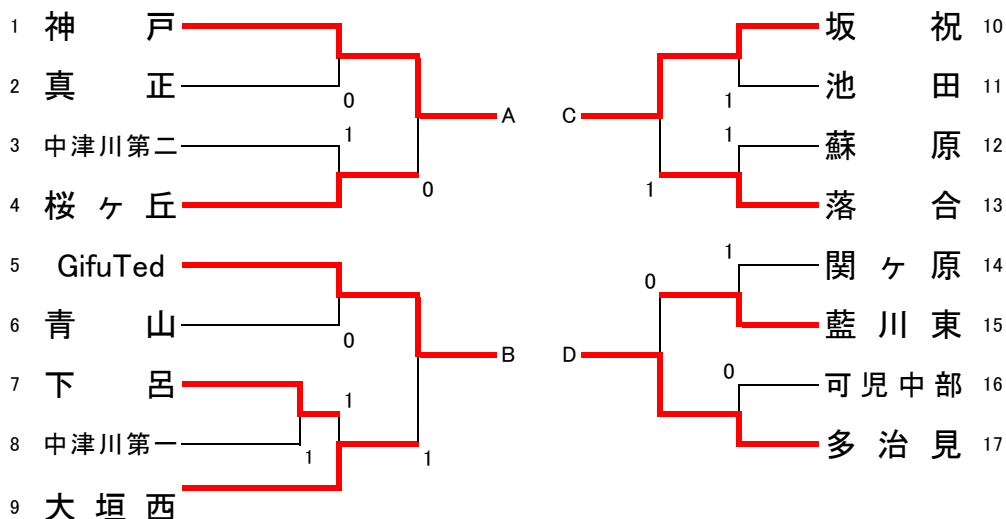 1 神戸
2 真正
0
A
3 中津川第二
1
4 桜ヶ丘
0
5 GifuTed
6 青山
0
B
7 下呂
1
8 中津川第一
1
1
9 大垣西
坂祝 10
池田 11
1
C
蘇原 12
1
落合 13
1
関ヶ原 14
1
0
藍川東 15
D
可児中部 16
0
多治見 17